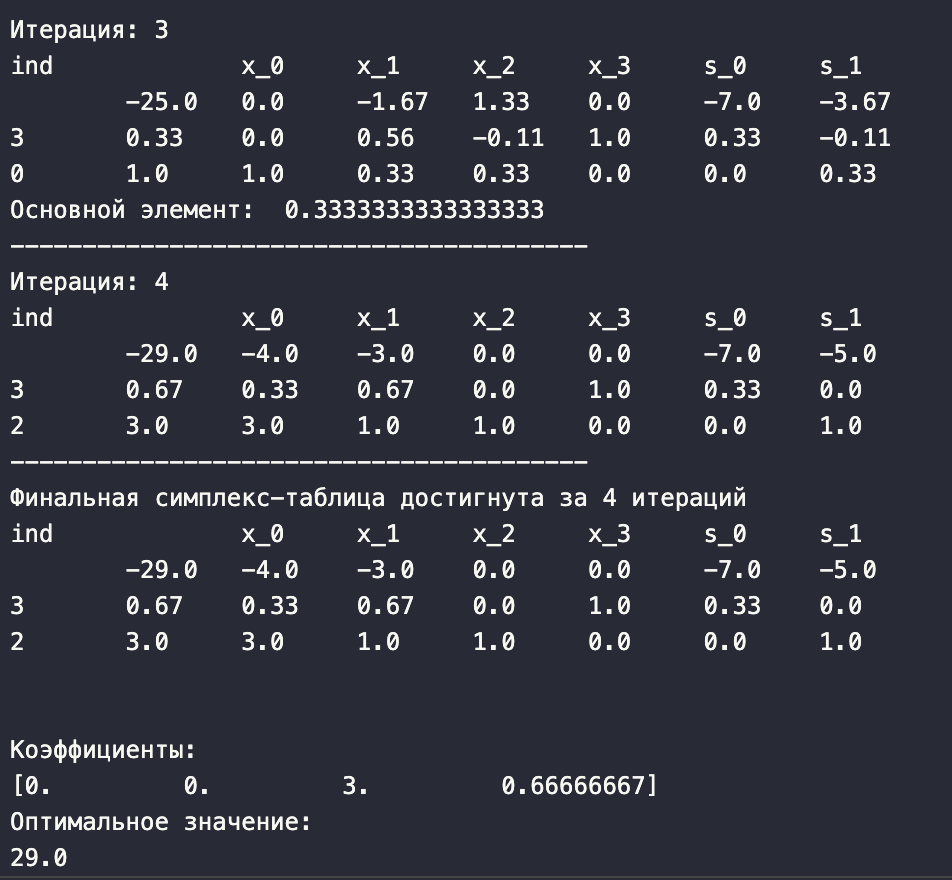 Итерация: 3
ind x_0 x_1 x_2 x_3 s_0 s_1
-25.0 0.0 -1.67 1.33 0.0 -7.0 -3.67
3 0.33 0.0 0.56 -0.11 1.0 0.33 -0.11
0 1.0 1.0 0.33 0.33 0.0 0.0 0.33
Основной элемент: 0.3333333333333333
----------------------------------------
Итерация: 4
ind x_0 x_1 x_2 x_3 s_0 s_1
-29.0 -4.0 -3.0 0.0 0.0 -7.0 -5.0
3 0.67 0.33 0.67 0.0 1.0 0.33 0.0
2 3.0 3.0 1.0 1.0 0.0 0.0 1.0
----------------------------------------
Финальная симплекс-таблица достигнута за 4 итераций
ind x_0 x_1 x_2 x_3 s_0 s_1
-29.0 -4.0 -3.0 0.0 0.0 -7.0 -5.0
3 0.67 0.33 0.67 0.0 1.0 0.33 0.0
2 3.0 3.0 1.0 1.0 0.0 0.0 1.0
Коэффициенты:
[0. 0. 3. 0.66666667]
Оптимальное значение:
29.0